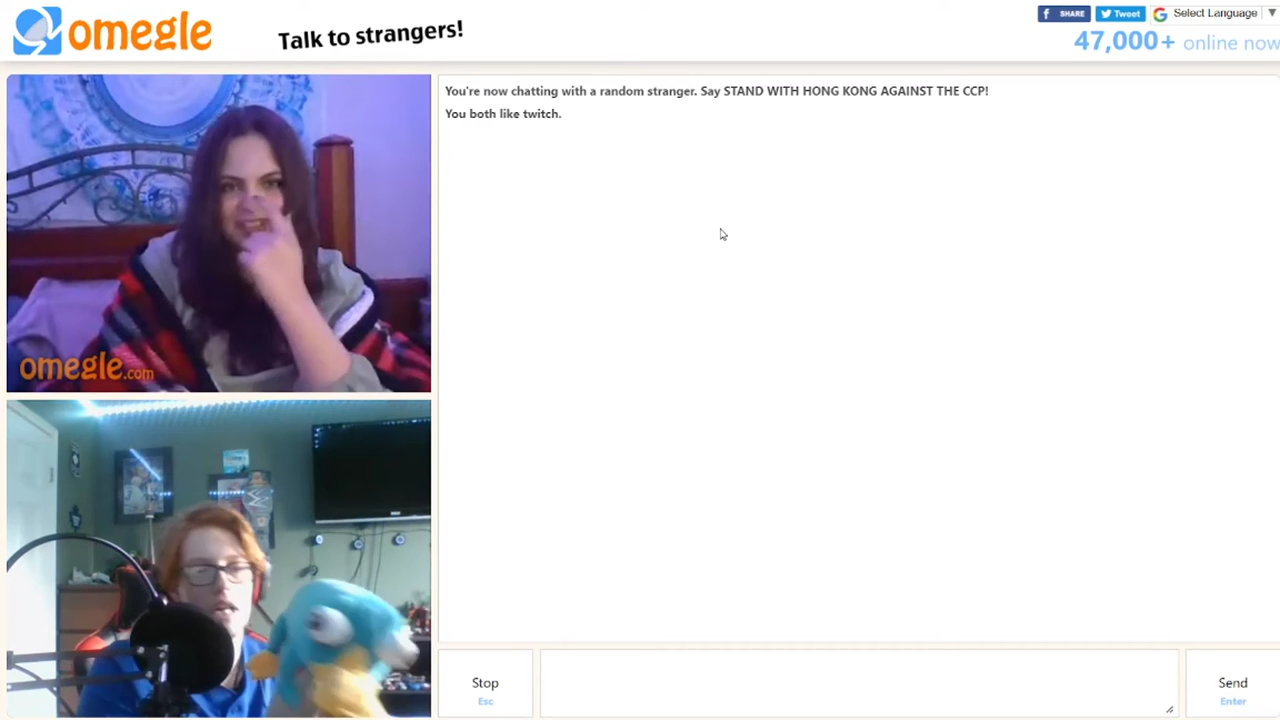 omegle
Talk to strangers!
SHARE
Tweet
Select Language
47,000+ online now
You're now chatting with a random stranger. Say STAND WITH HONG KONG AGAINST THE CCP!
You both like twitch.
omegle.com
Stop
Esc
Send
Enter